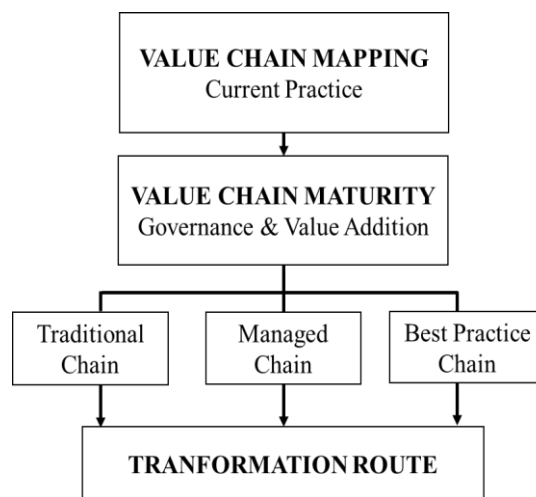 VALUE CHAIN MAPPING
Current Practice
VALUE CHAIN MATURITY
Governance & Value Addition
Traditional
Chain
Managed
Chain
Best Practice
Chain
TRANFORMATION ROUTE